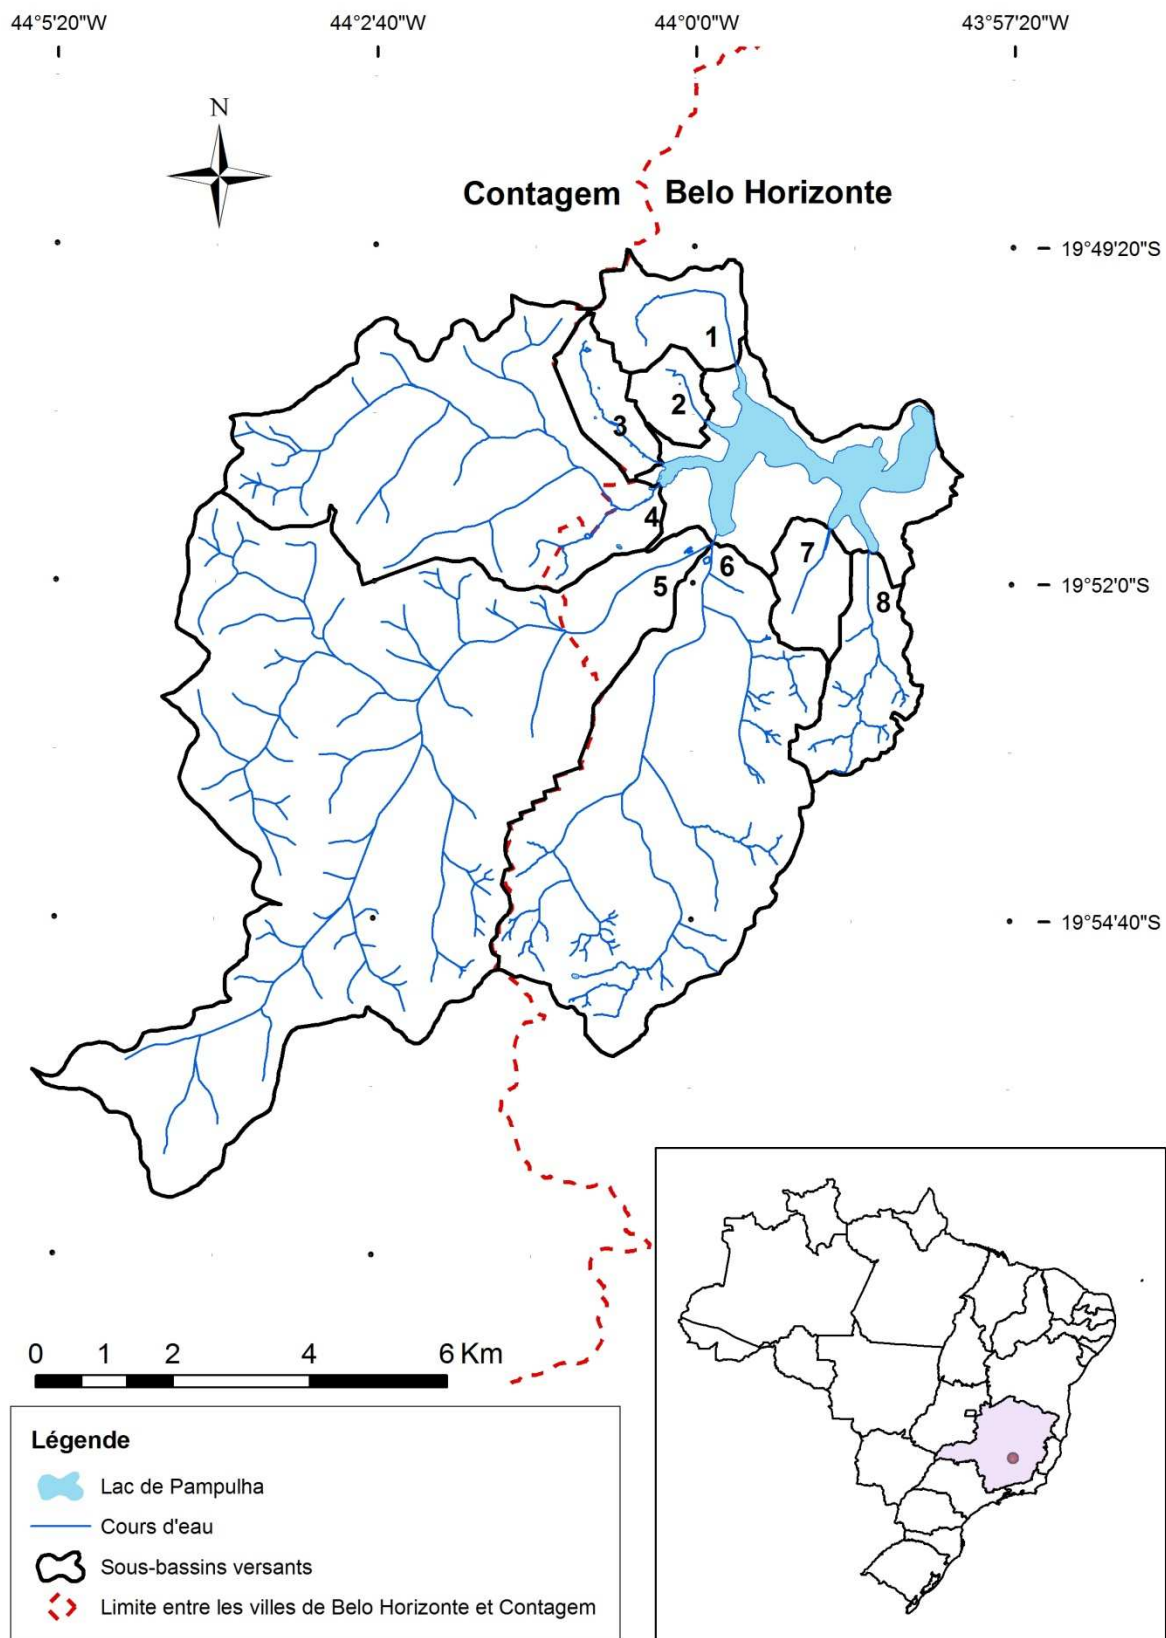 44°5'20"W 44°2'40"W 44°0'0"W 43°57'20"W
N
Contagem Belo Horizonte
19°49'20"S
1
2
3
4
19°52'0"S
5
6
7
8
19°54'40"S
0 1 2 4 6 Km
Légende
Lac de Pampulha
Cours d'eau
Sous-bassins versants
Limite entre les villes de Belo Horizonte et Contagem